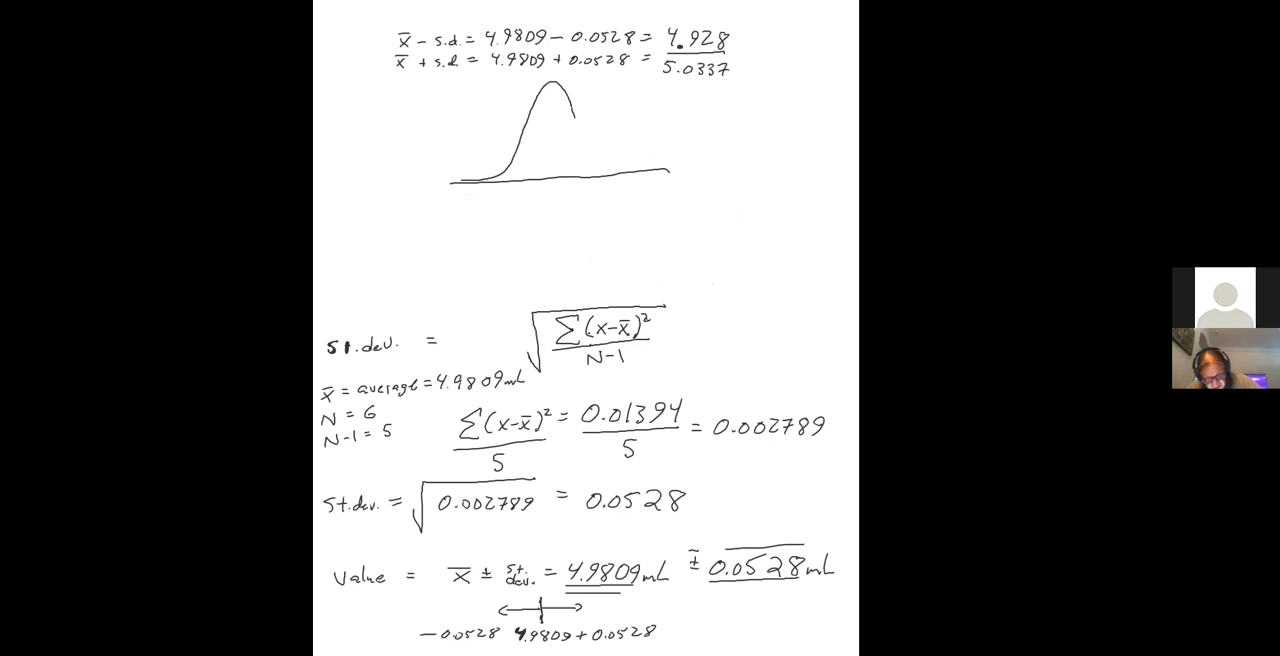 x̄ - s.d. = 4.9809 - 0.0528 = 4.928
x̄ + s.d. = 4.9809 + 0.0528 = 5.0337
st.dev. = √(∑(x-x̄)² / N-1)
x̄ = average = 4.9809 mL
N = 6
N-1 = 5
∑(x-x̄)² / 5 = 0.01394 / 5 = 0.002789
st.dev. = √0.002789 = 0.0528
Value = x̄ ± st. dev. = 4.9809 mL ± 0.0528 mL
-0.0528 4.9809 + 0.0528